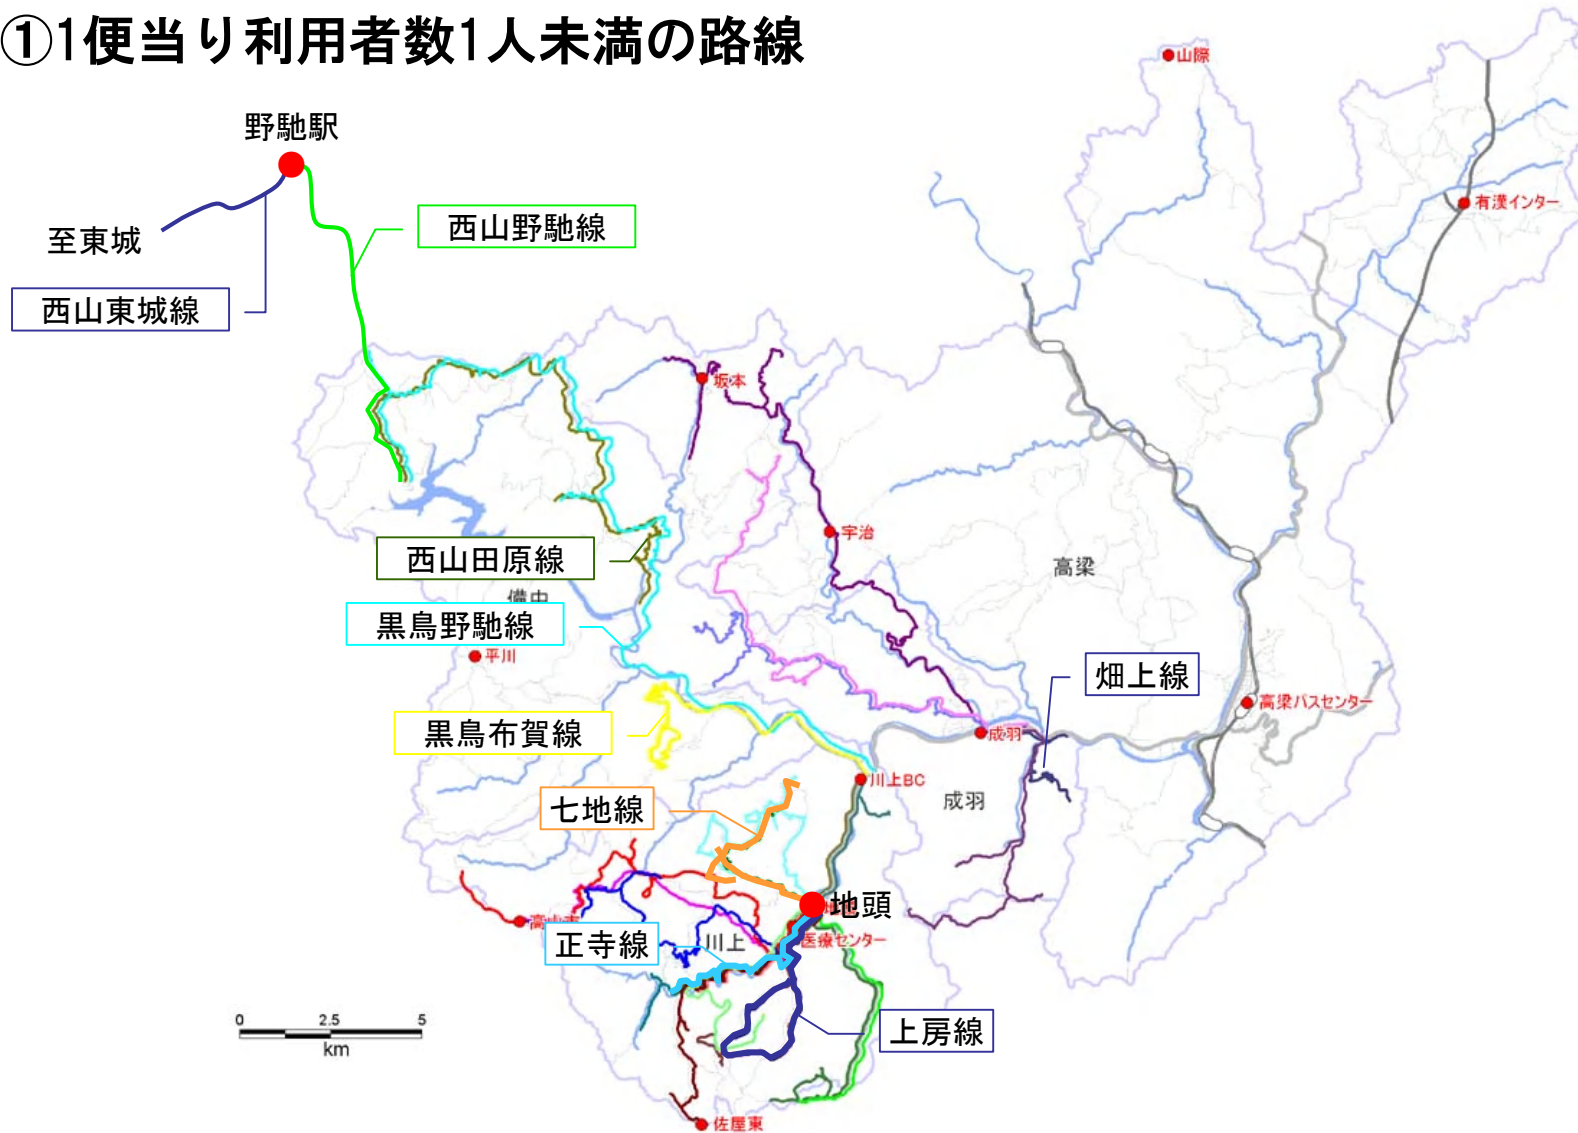 ①1便当り利用者数1人未満の路線
山際
野馳駅
有漢インター
西山野馳線
至東城
西山東城線
坂本
宇治
西山田原線
高梁
備中
黒鳥野馳線
平川
畑上線
高梁バスセンター
黒鳥布賀線
成羽
川上BC
七地線
成羽
地頭
高山市
正寺線
川上
医療センター
上房線
0 2.5 5
km
佐屋東